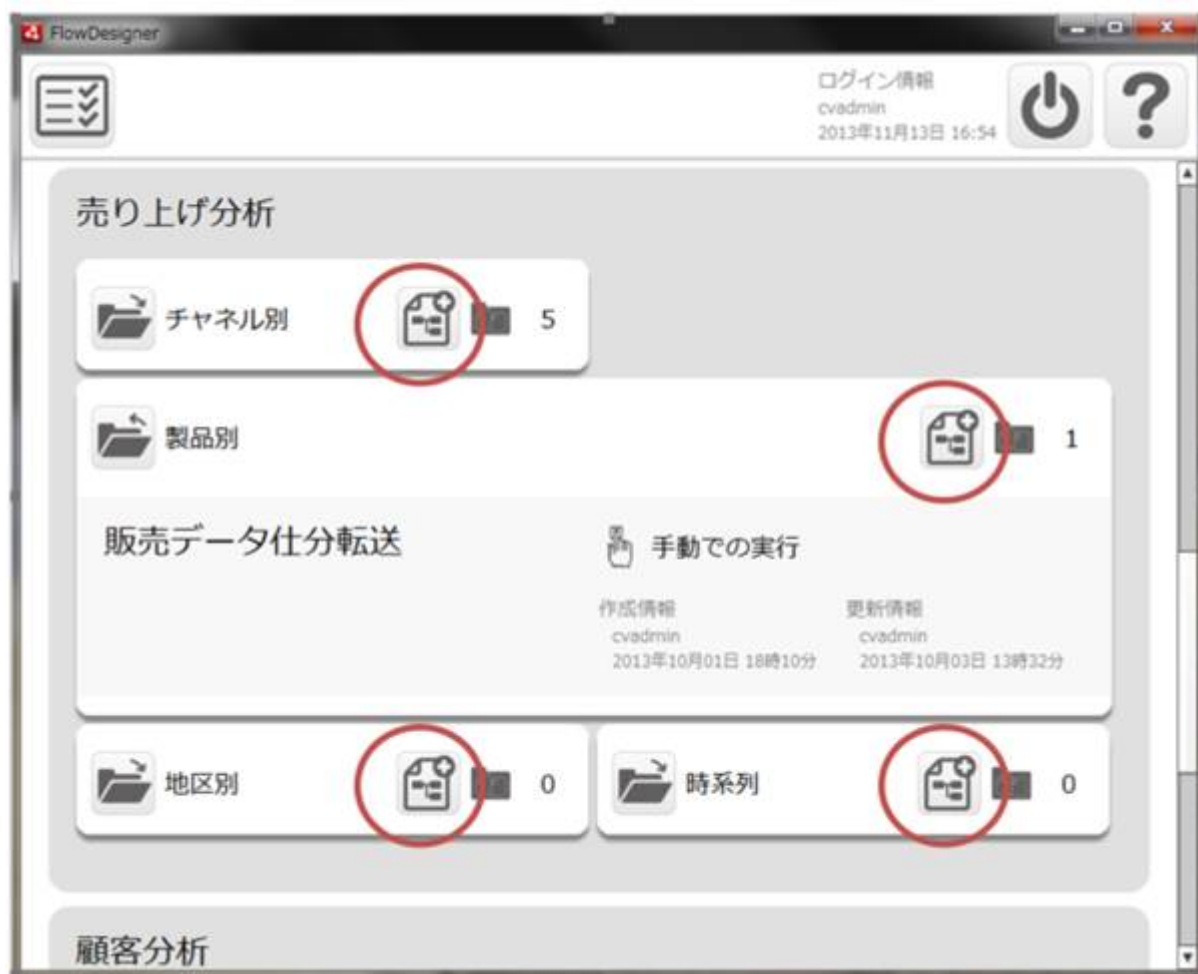 FlowDesigner
ログイン情報
cvadmin
2013年11月13日 16:54
売り上げ分析
チャネル別 5
製品別 1
販売データ仕分転送
手動での実行
作成情報 更新情報
cvadmin cvadmin
2013年10月01日 18時10分 2013年10月03日 13時32分
地区別 0 時系列 0
顧客分析